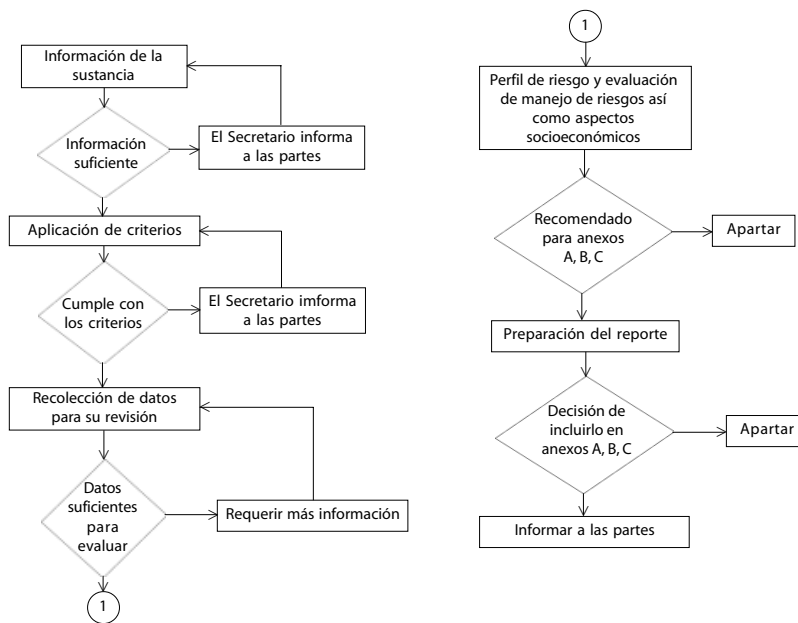 Información de la
sustancia
Información
suficiente
El Secretario informa
a las partes
Aplicación de criterios
Cumple con
los criterios
El Secretario imforma
a las partes
Recolección de datos
para su revisión
Datos
suficientes
para
evaluar
Requerir más información
1
1
Perfil de riesgo y evaluación
de manejo de riesgos así
como aspectos
socioeconómicos
Recomendado
para anexos
A, B, C
Apartar
Preparación del reporte
Decisión de
incluirlo en
anexos A, B, C
Apartar
Informar a las partes